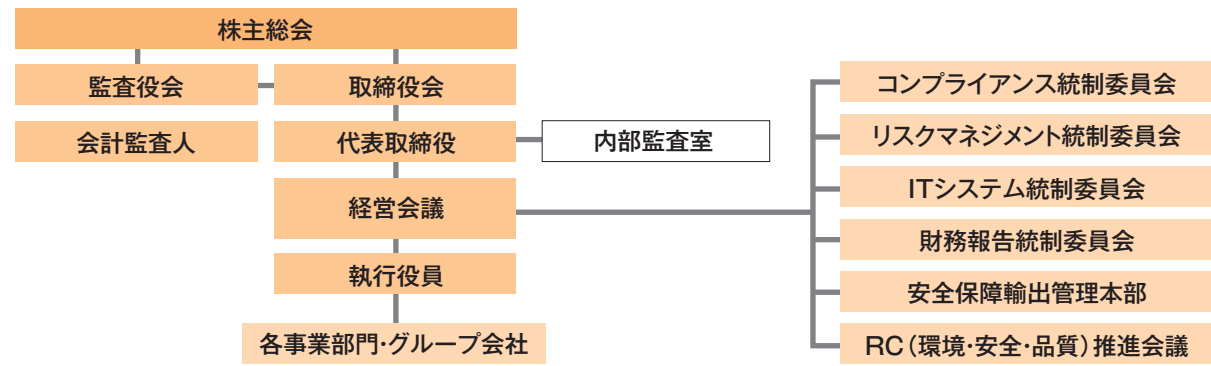 株主総会
監査役会
取締役会
会計監査人
代表取締役
内部監査室
経営会議
執行役員
各事業部門・グループ会社
コンプライアンス統制委員会
リスクマネジメント統制委員会
ITシステム統制委員会
財務報告統制委員会
安全保障輸出管理本部
RC（環境・安全・品質）推進会議